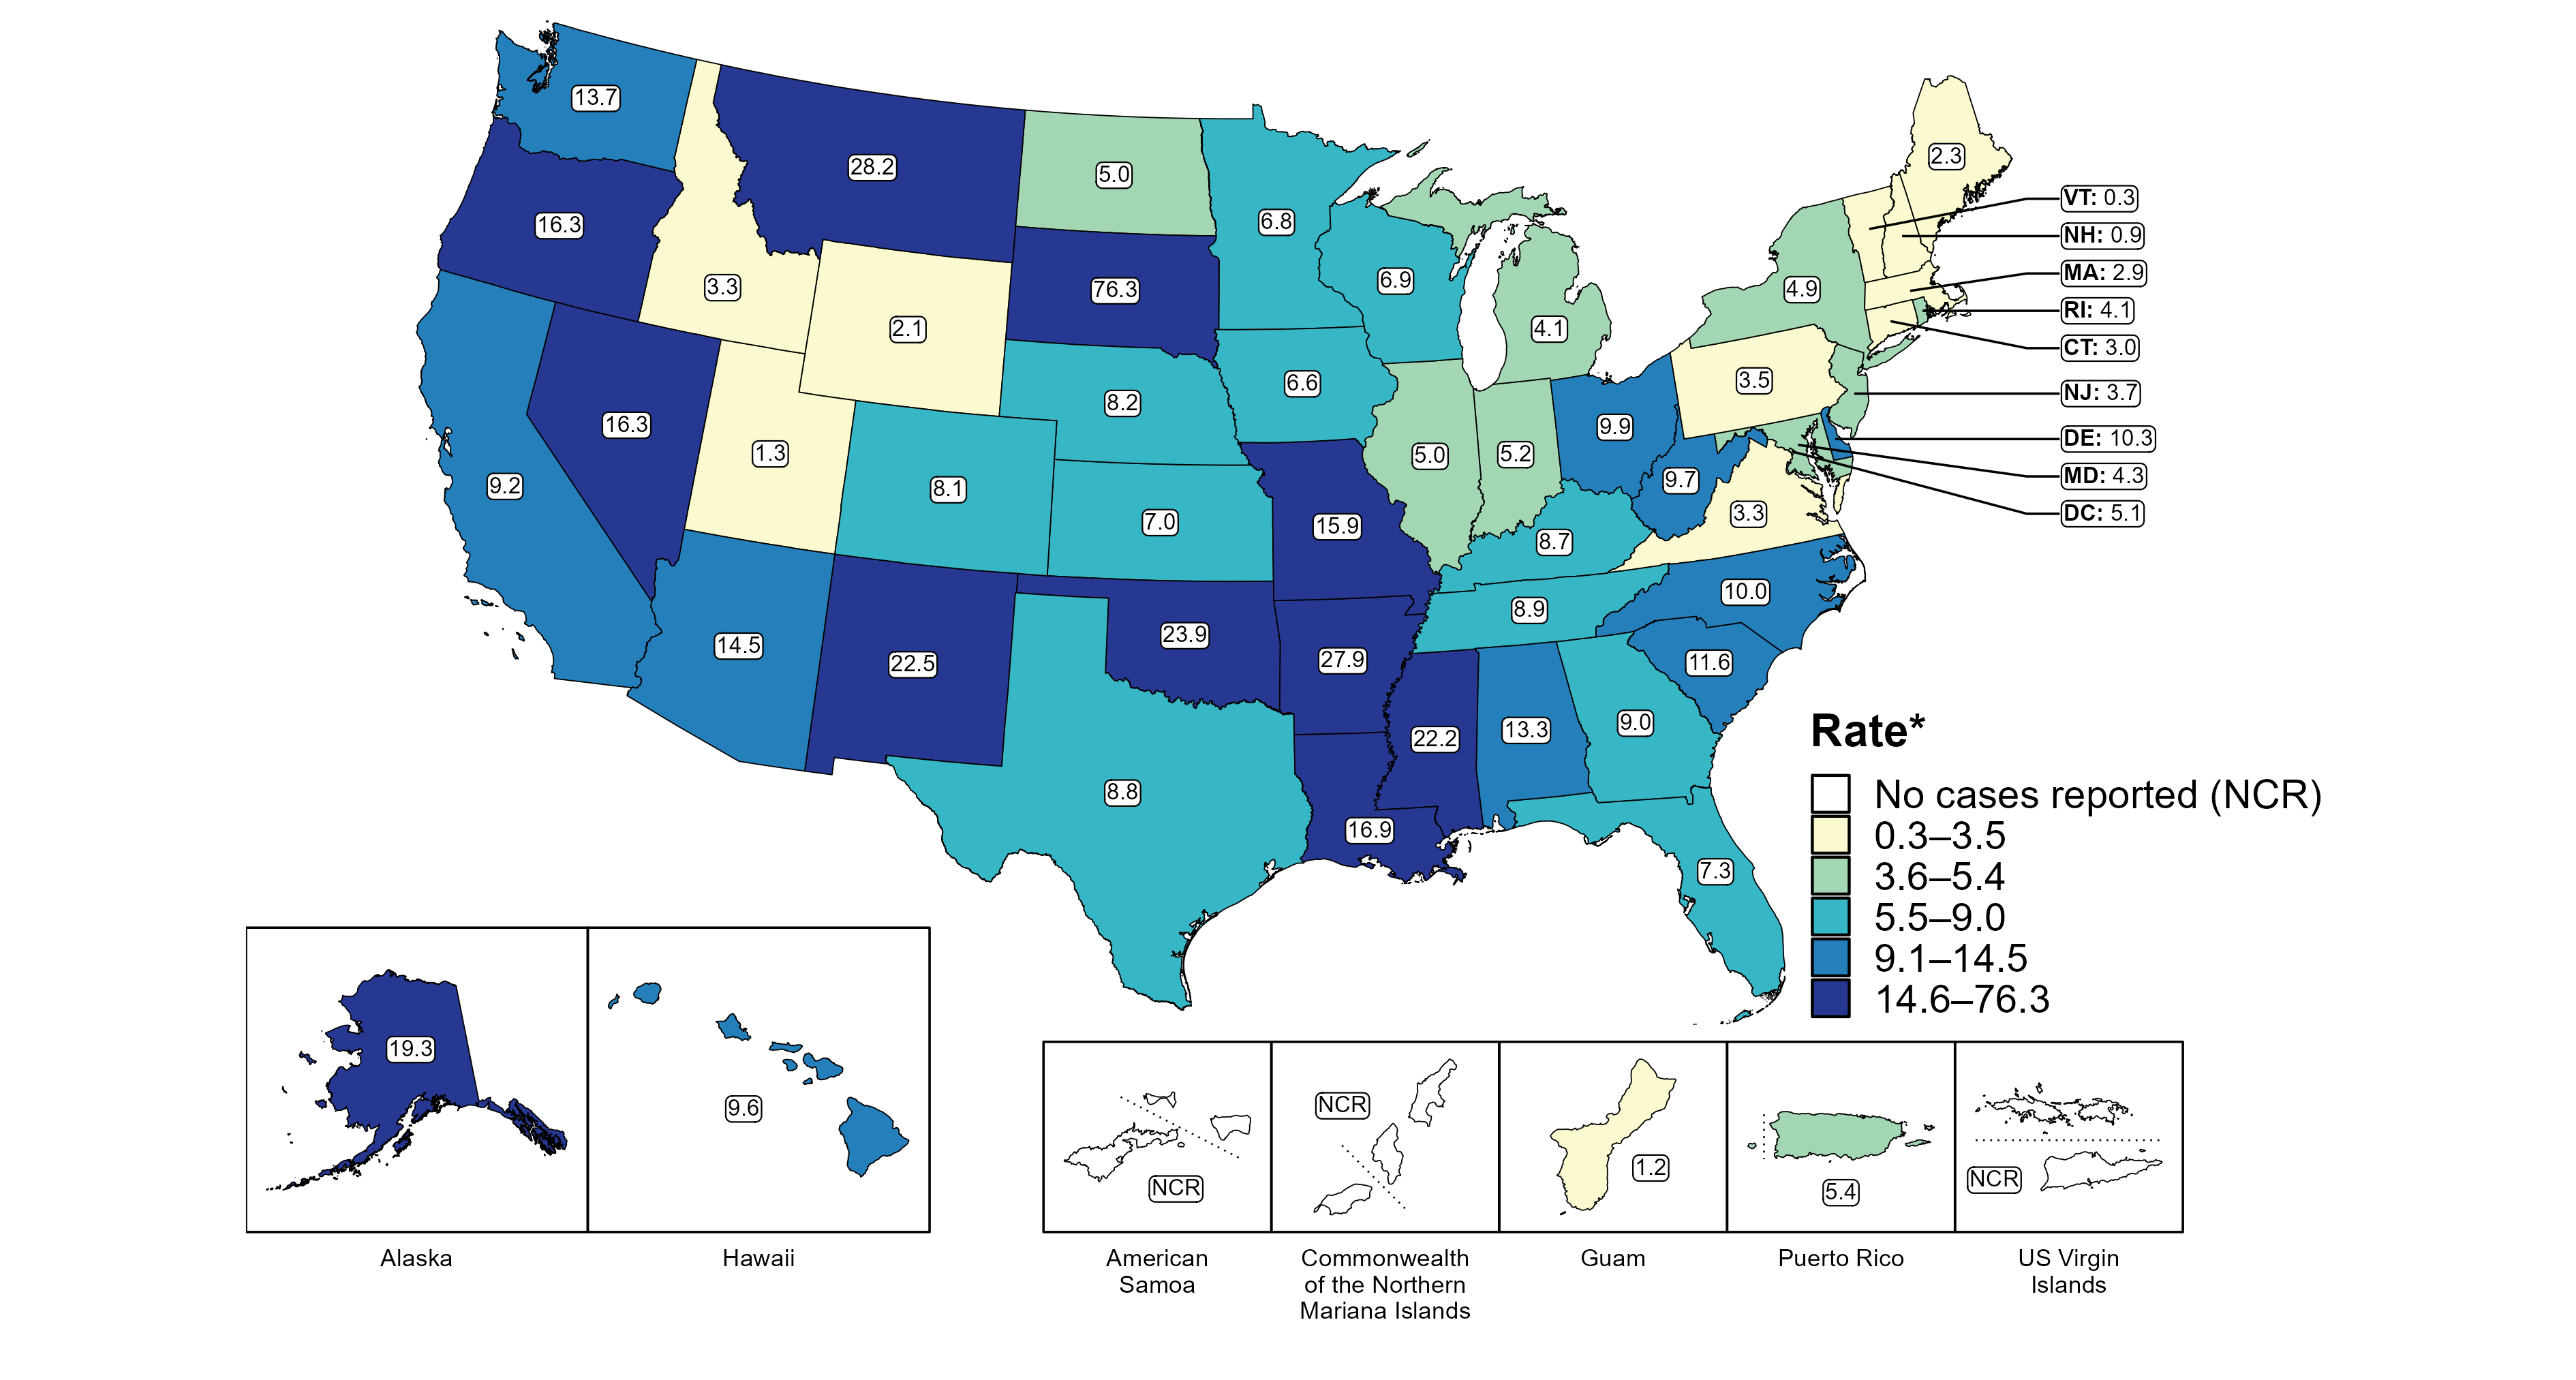 13.7
28.2
5.0
2.3
VT: 0.3
6.8
16.3
NH: 0.9
MA: 2.9
6.9
3.3
76.3
4.9
RI: 4.1
2.1
4.1
CT: 3.0
3.5
6.6
NJ: 3.7
8.2
16.3
9.9
DE: 10.3
1.3
5.0
5.2
MD: 4.3
9.7
9.2
8.1
DC: 5.1
3.3
7.0
15.9
8.7
10.0
8.9
23.9
14.5
22.5
27.9
11.6
9.0
13.3
22.2
8.8
16.9
7.3
Rate*
No cases reported (NCR)
0.3–3.5
3.6–5.4
5.5–9.0
9.1–14.5
14.6–76.3
19.3
9.6
NCR
NCR
1.2
5.4
NCR
Alaska
Hawaii
American
Samoa
Commonwealth
of the Northern
Mariana Islands
Guam
Puerto Rico
US Virgin
Islands